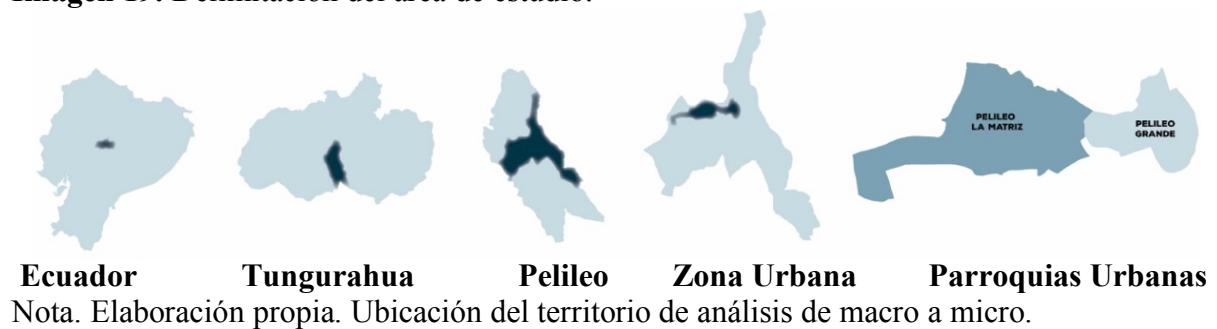 Imagen 19. Delimitación del área de estudio.
PELILEO
LA MATRIZ
PELILEO
GRANDE
Ecuador Tungurahua Pelileo Zona Urbana Parroquias Urbanas
Nota. Elaboración propia. Ubicación del territorio de análisis de macro a micro.